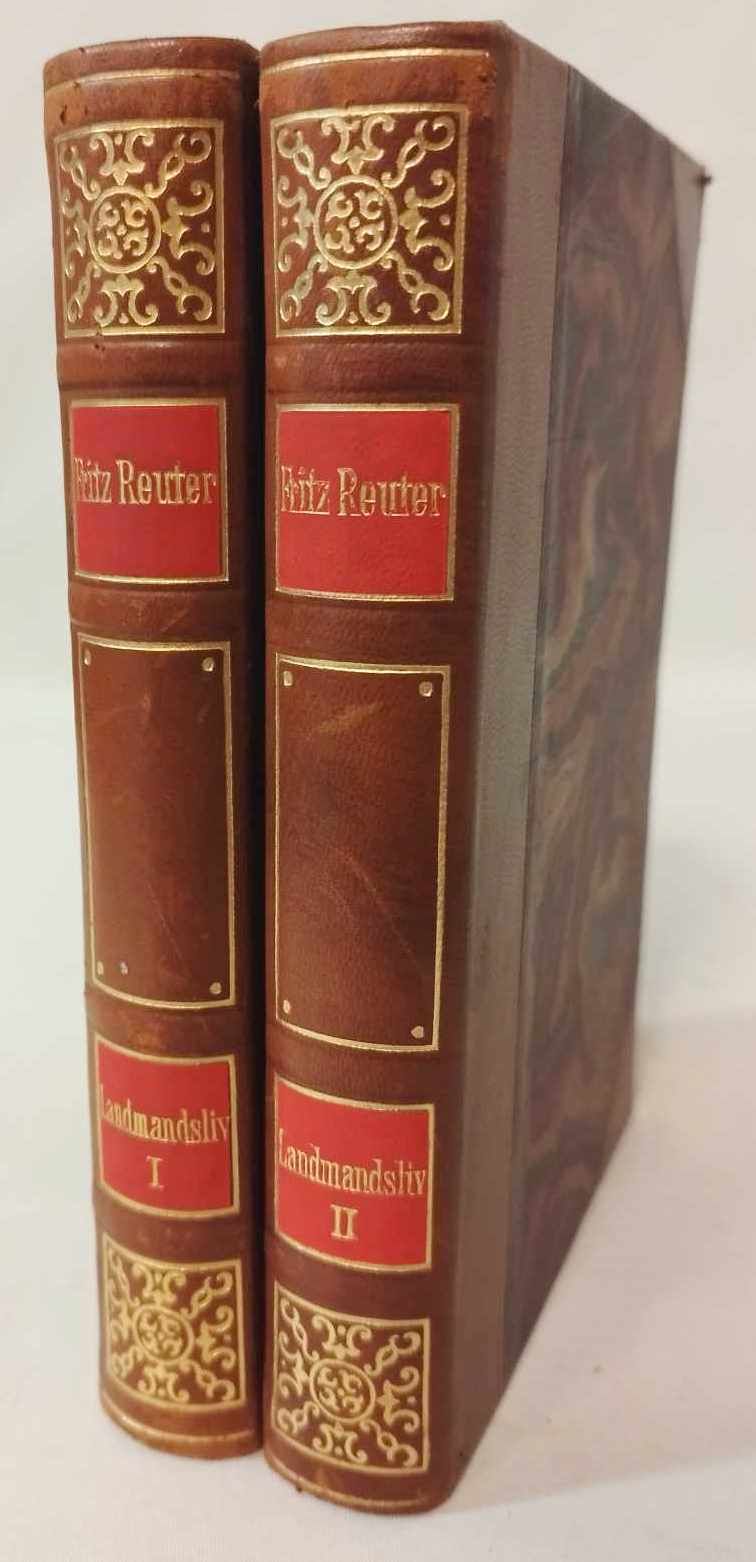 Fritz Reuter
Landmandsliv
I
Fritz Reuter
Landmandsliv
II